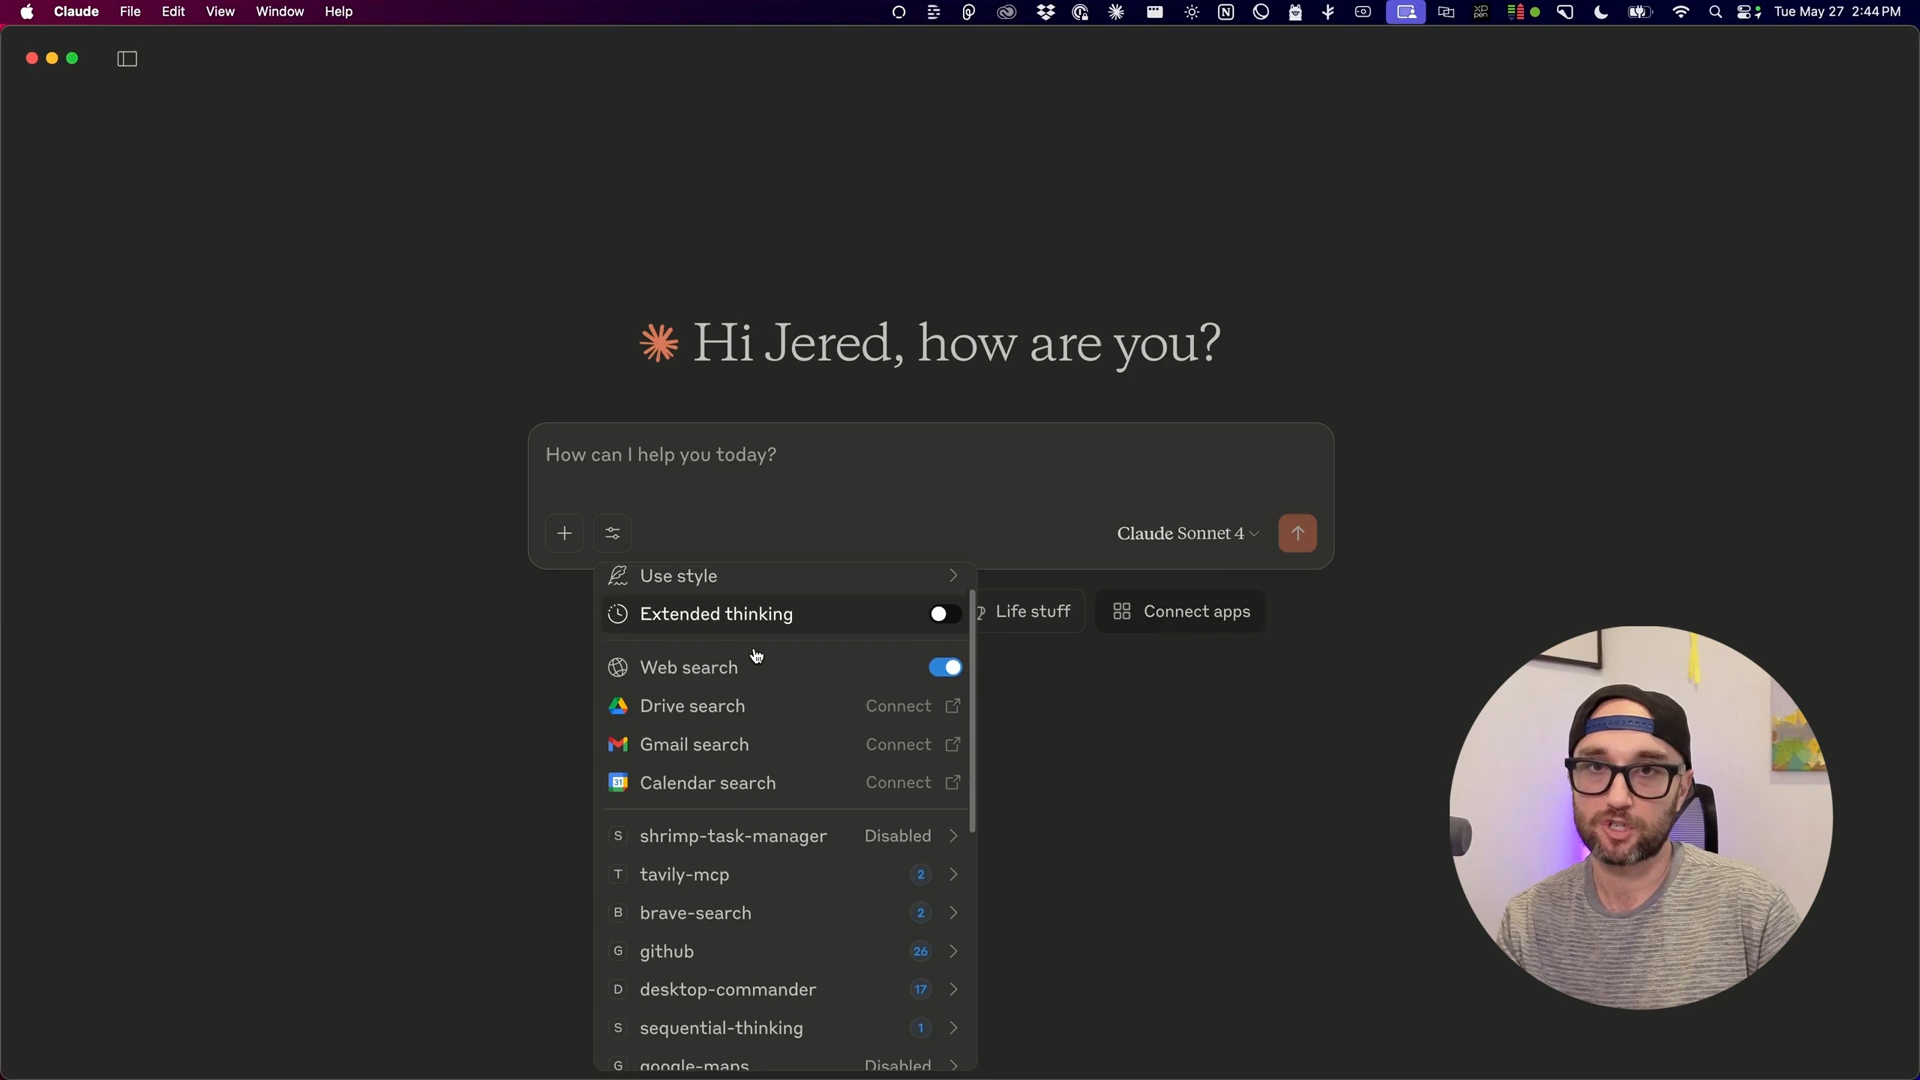 Claude File Edit View Window Help Tue May 27 2:44 PM
Hi Jered, how are you?
How can I help you today?
Claude Sonnet 4
Use style
Extended thinking
Life stuff
Connect apps
Web search
Drive search Connect
Gmail search Connect
31
Calendar search Connect
S shrimp-task-manager Disabled
T tavily-mcp 2
B brave-search 2
G github 26
D desktop-commander 17
S sequential-thinking 1
G google-maps Disabled